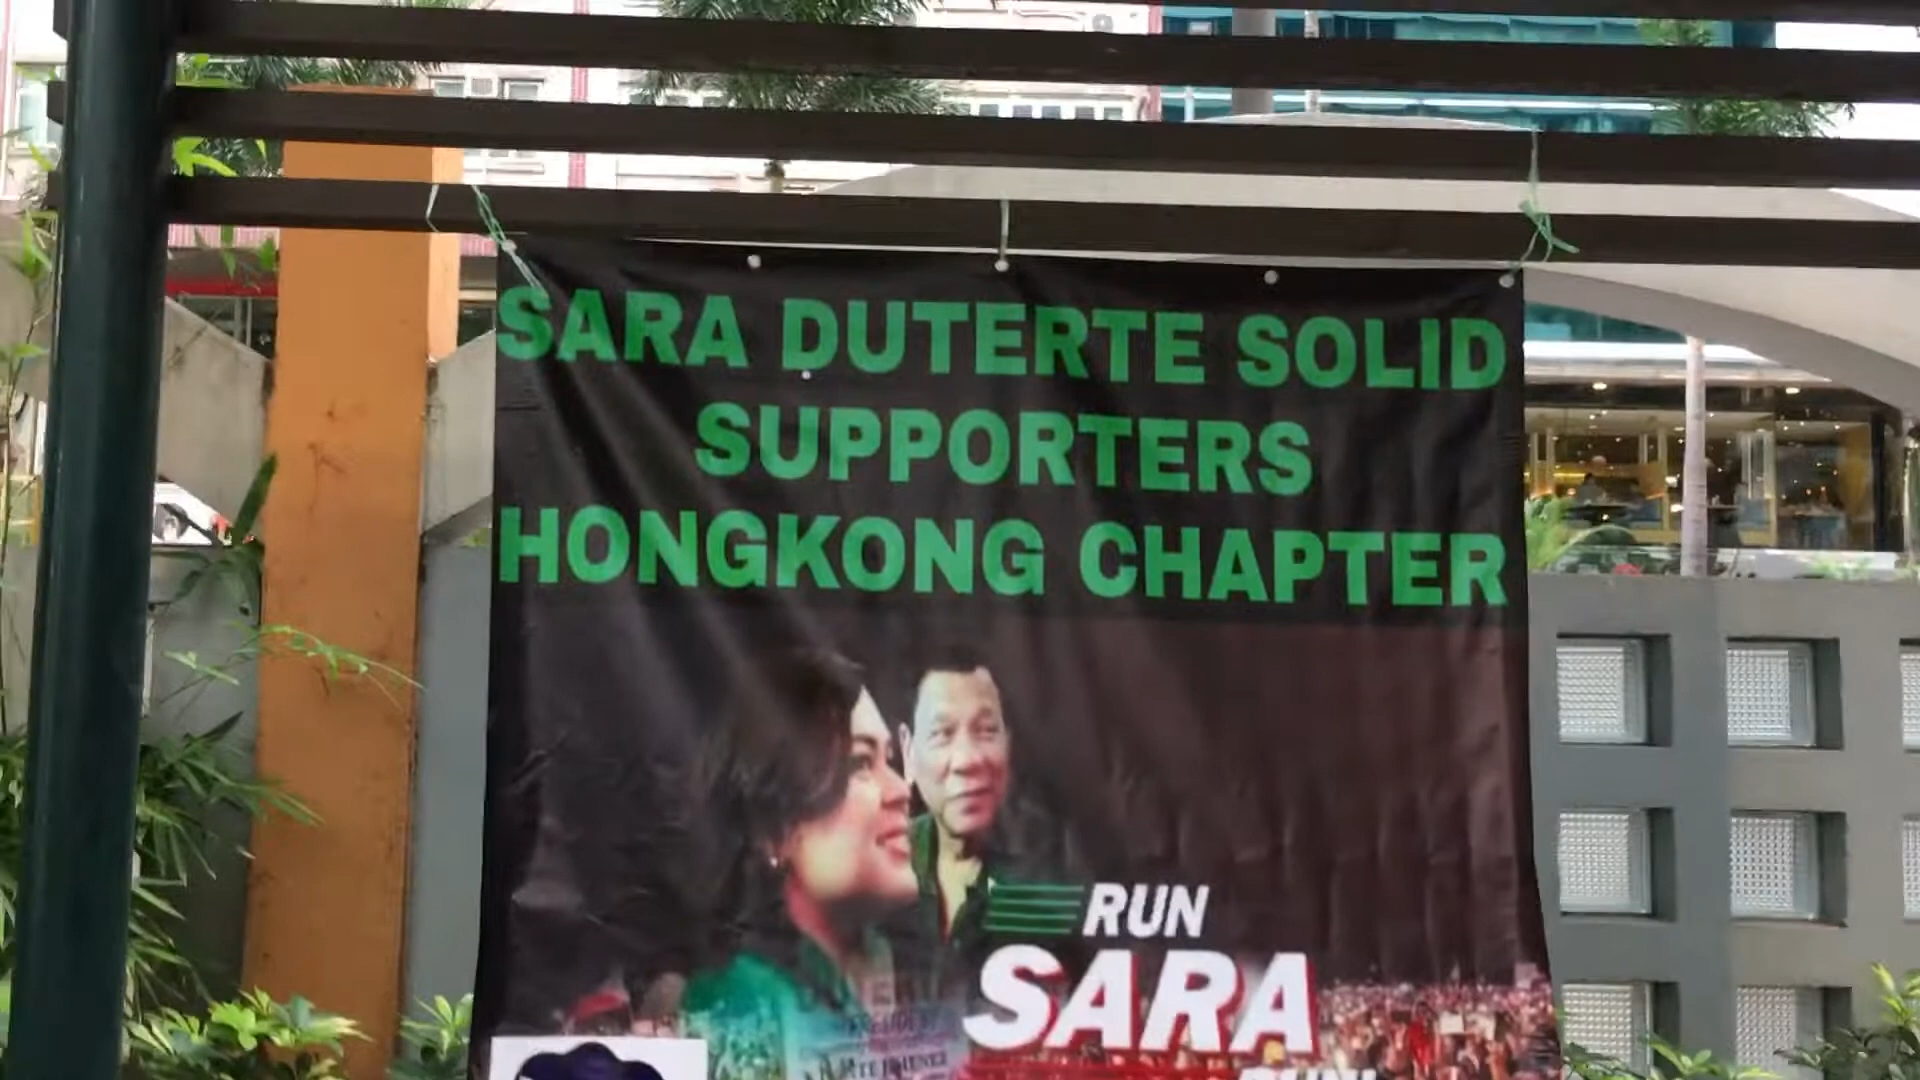 SARA DUTERTE SOLID
SUPPORTERS
HONGKONG CHAPTER
RUN
SARA